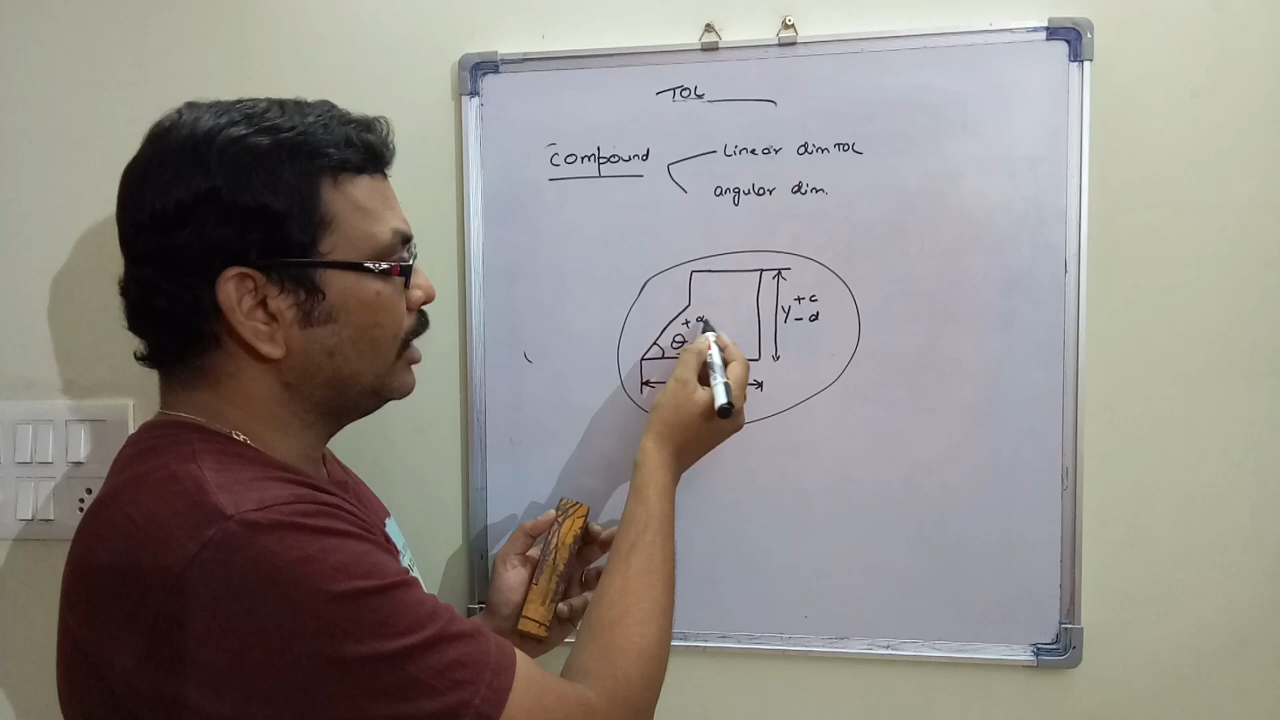 TOL
Compound
Linear dim TOL
angular dim.
+c
y
-d
+α
θ